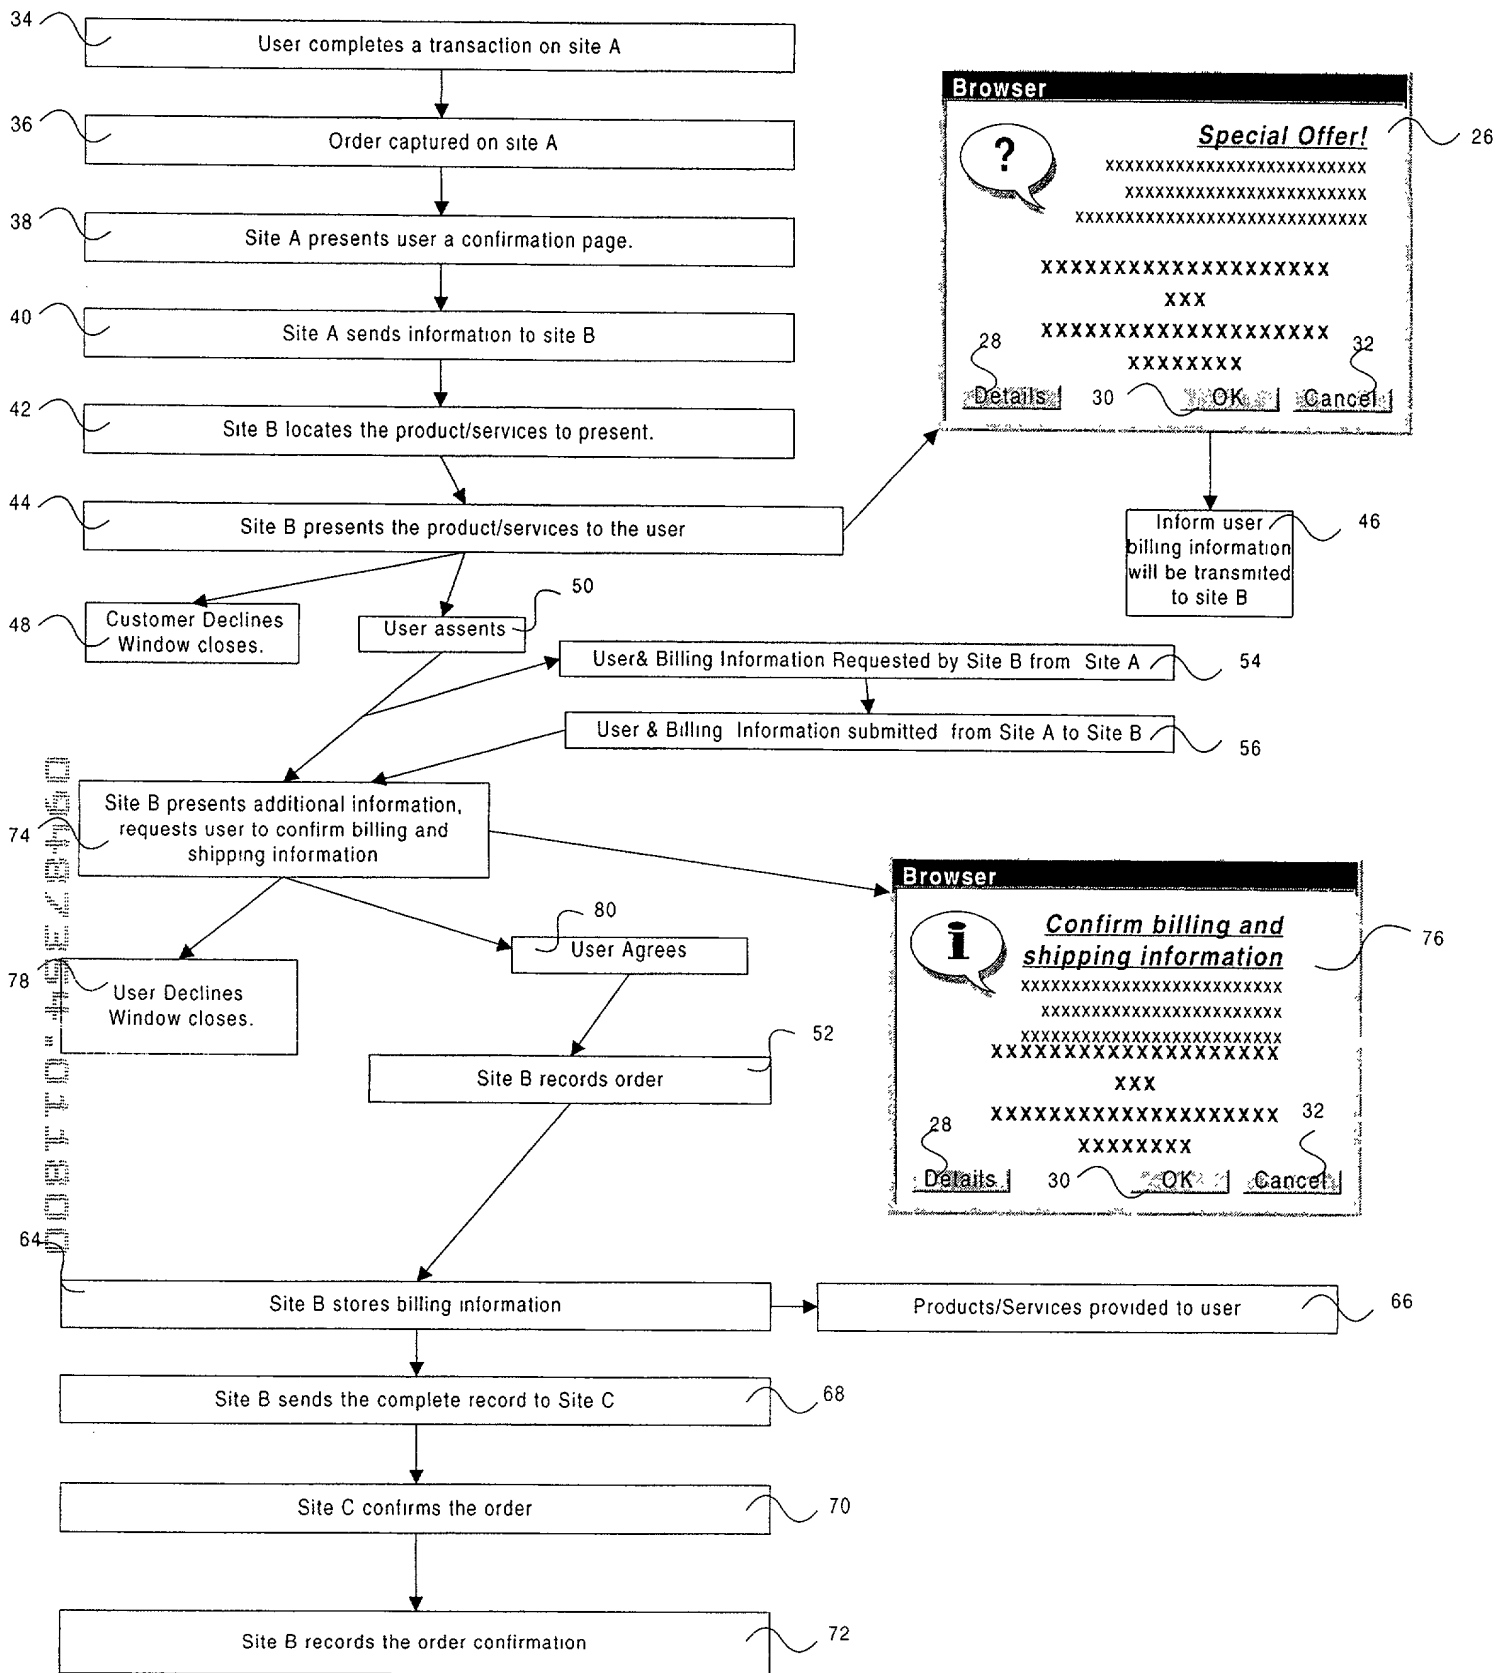 34
User completes a transaction on site A
36
Order captured on site A
38
Site A presents user a confirmation page.
40
Site A sends information to site B
42
Site B locates the product/services to present.
44
Site B presents the product/services to the user
Browser
Special Offer!
26
?
xxxxxxxxxxxxxxxxxxxxxxxxxx
xxxxxxxxxxxxxxxxxxxxxxxx
xxxxxxxxxxxxxxxxxxxxxxxxxxxxx
xxxxxxxxxxxxxxxxxxxx
xxx
xxxxxxxxxxxxxxxxxxxx
xxxxxxxx
28
32
Details
30
OK
Cancel
Inform user
billing information
will be transmited
to site B
46
48
Customer Declines
Window closes.
50
User assents
User& Billing Information Requested by Site B from Site A
54
User & Billing Information submitted from Site A to Site B
56
74
Site B presents additional information,
requests user to confirm billing and
shipping information
Browser
Confirm billing and
shipping information
76
i
xxxxxxxxxxxxxxxxxxxxxxxxxx
xxxxxxxxxxxxxxxxxxxxxxxx
xxxxxxxxxxxxxxxxxxxxxxxxxx
xxxxxxxxxxxxxxxxxxxx
xxx
xxxxxxxxxxxxxxxxxxxx
xxxxxxxx
28
32
Details
30
OK
Cancel
80
User Agrees
78
User Declines
Window closes.
52
Site B records order
64
Site B stores billing information
Products/Services provided to user
66
Site B sends the complete record to Site C
68
Site C confirms the order
70
Site B records the order confirmation
72